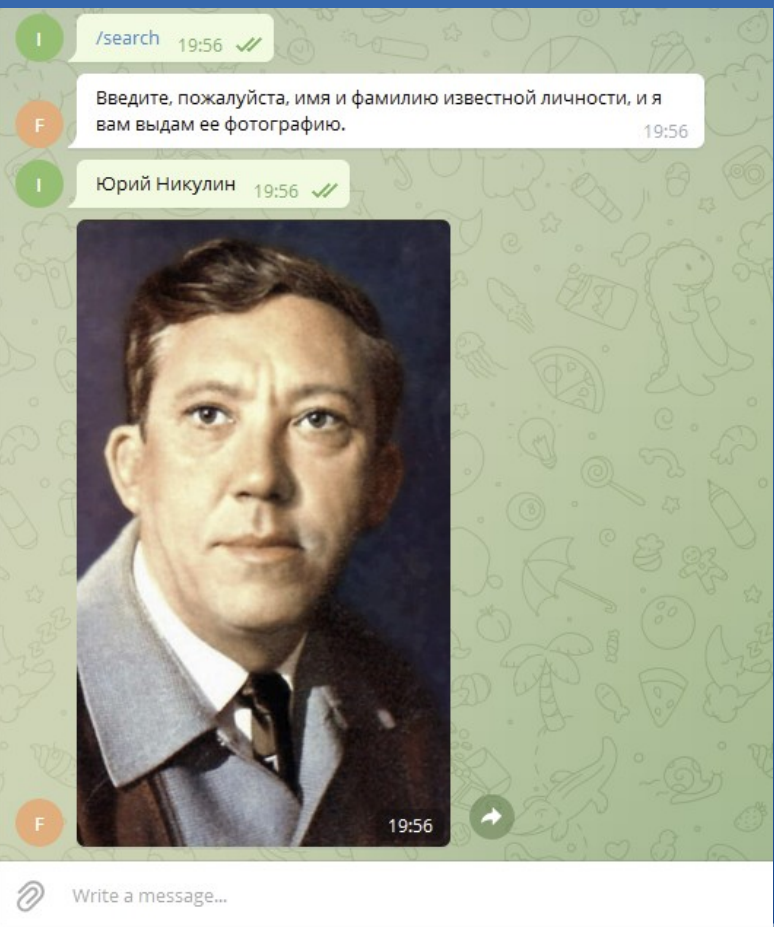 I
/search 19:56
Введите, пожалуйста, имя и фамилию известной личности, и я
вам выдам ее фотографию.
19:56
F
I
Юрий Никулин 19:56
19:56
F
Write a message...